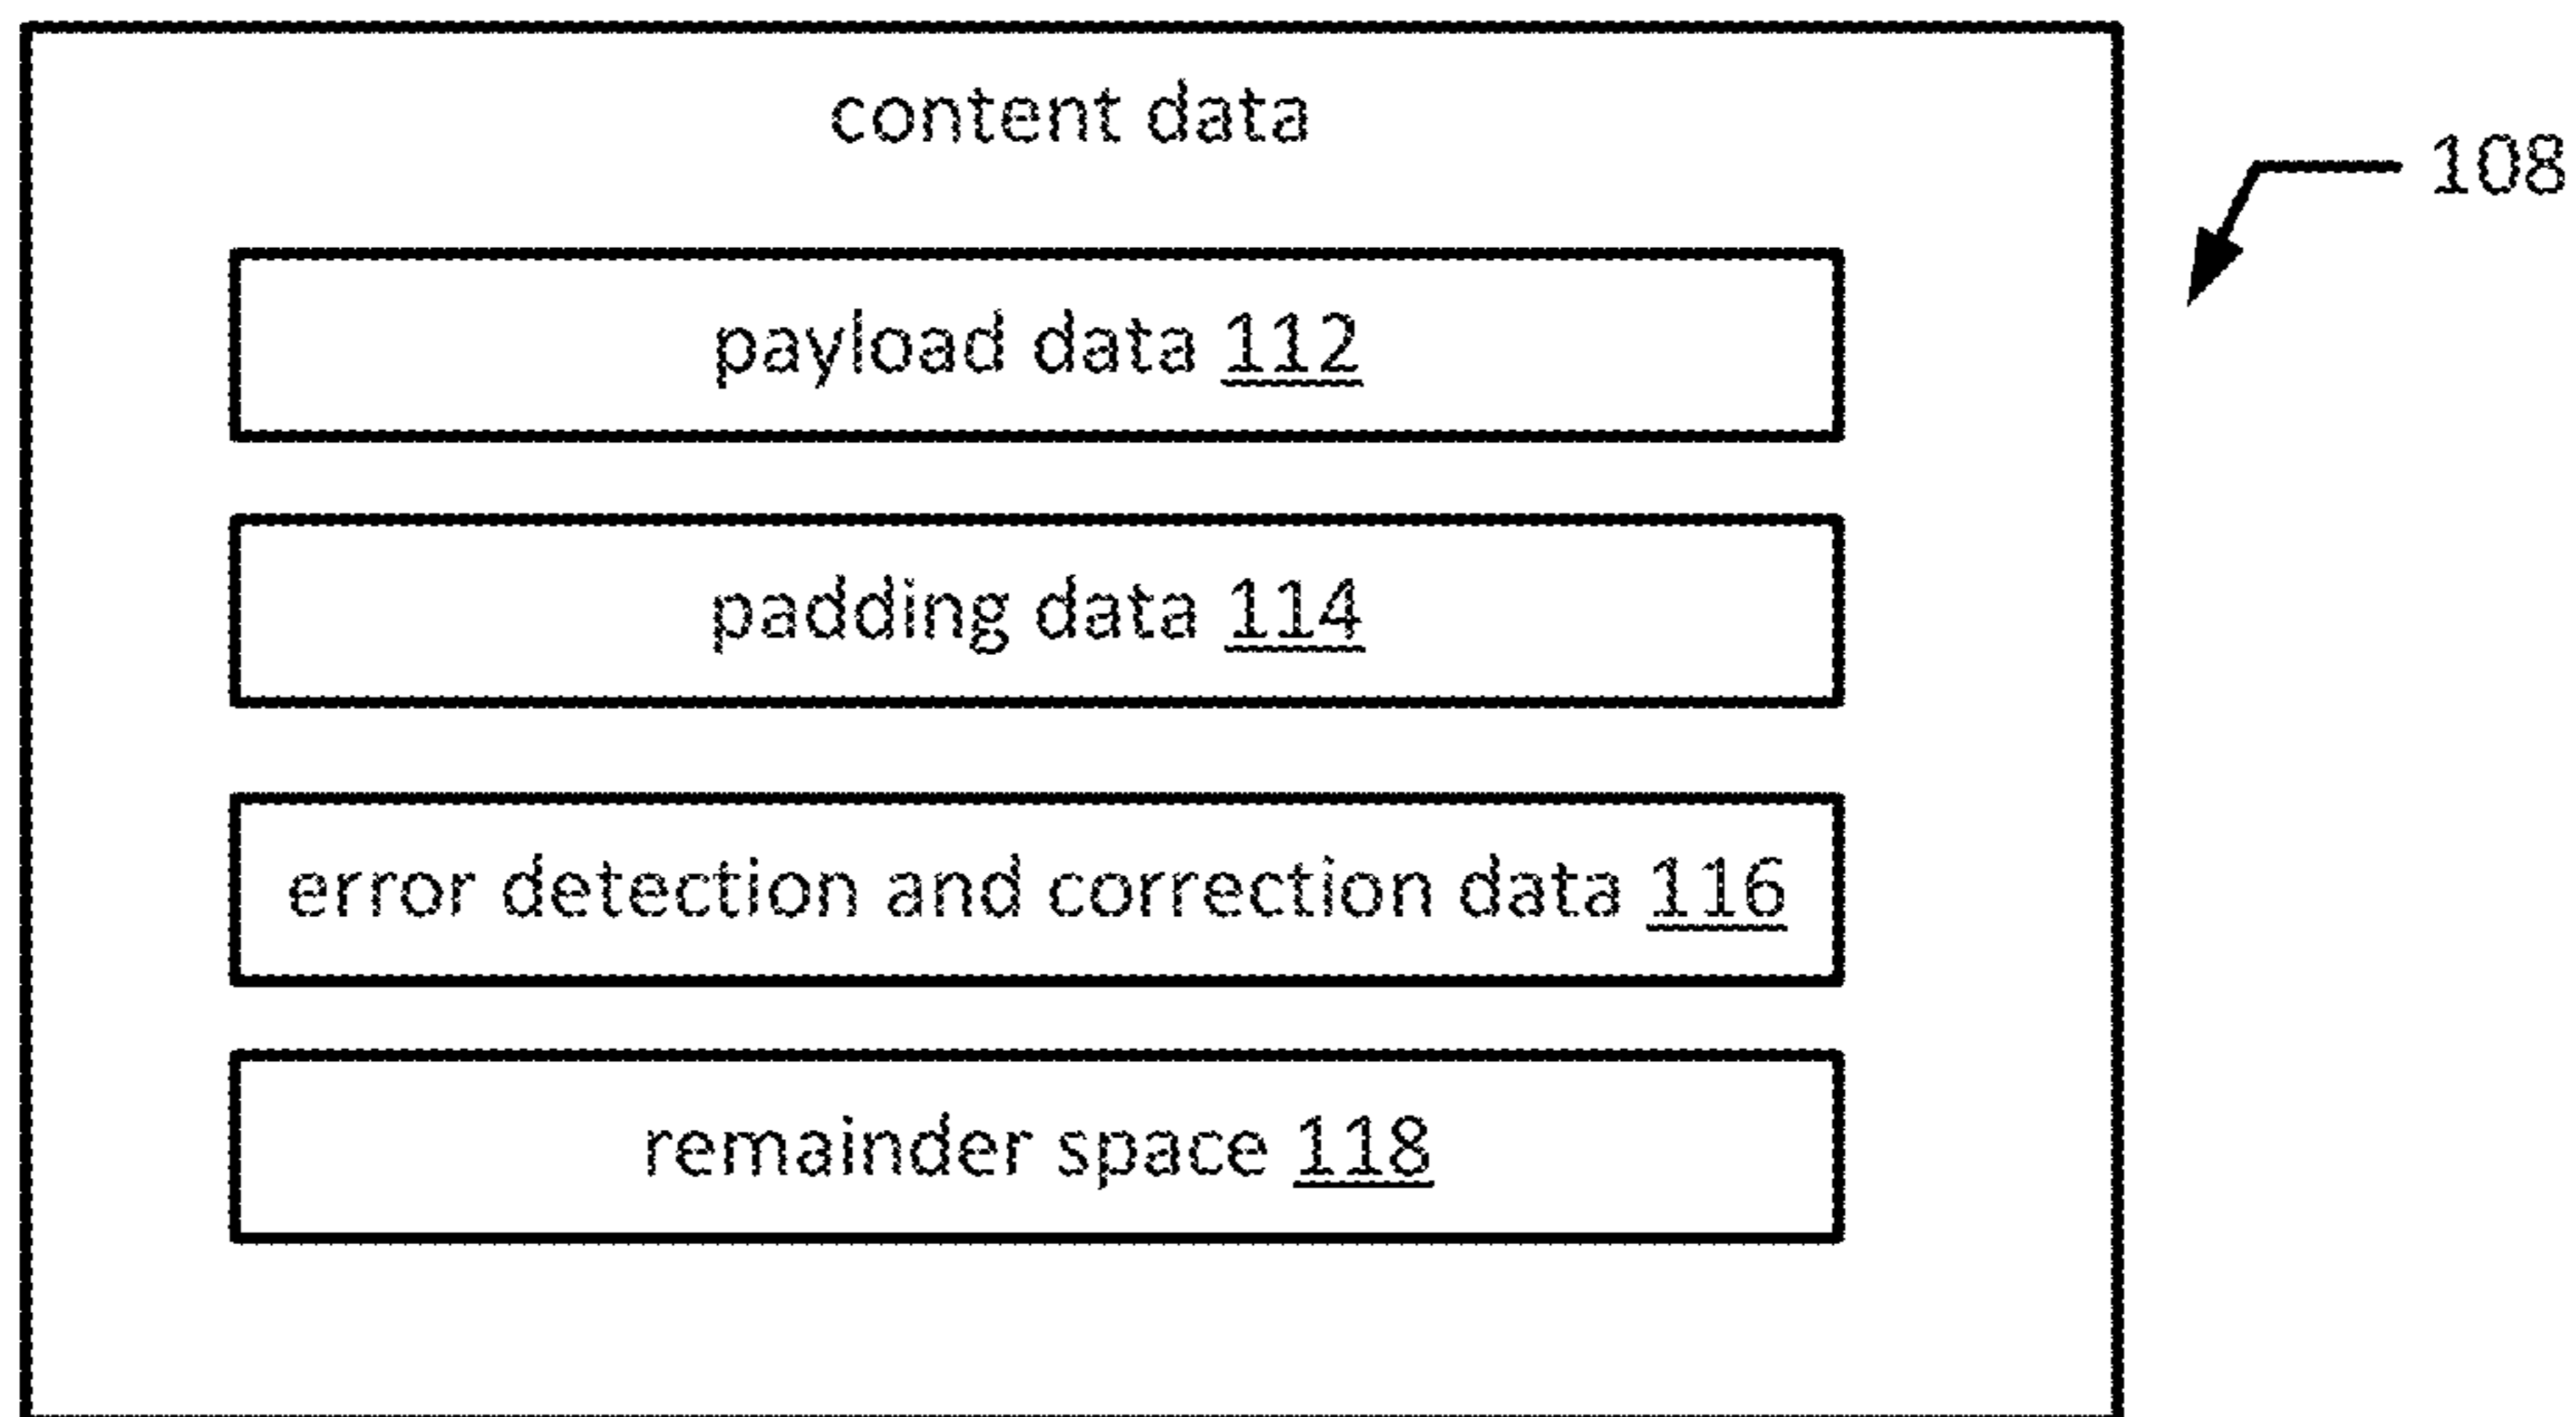 content data
108
payload data 112
padding data 114
error detection and correction data 116
remainder space 118